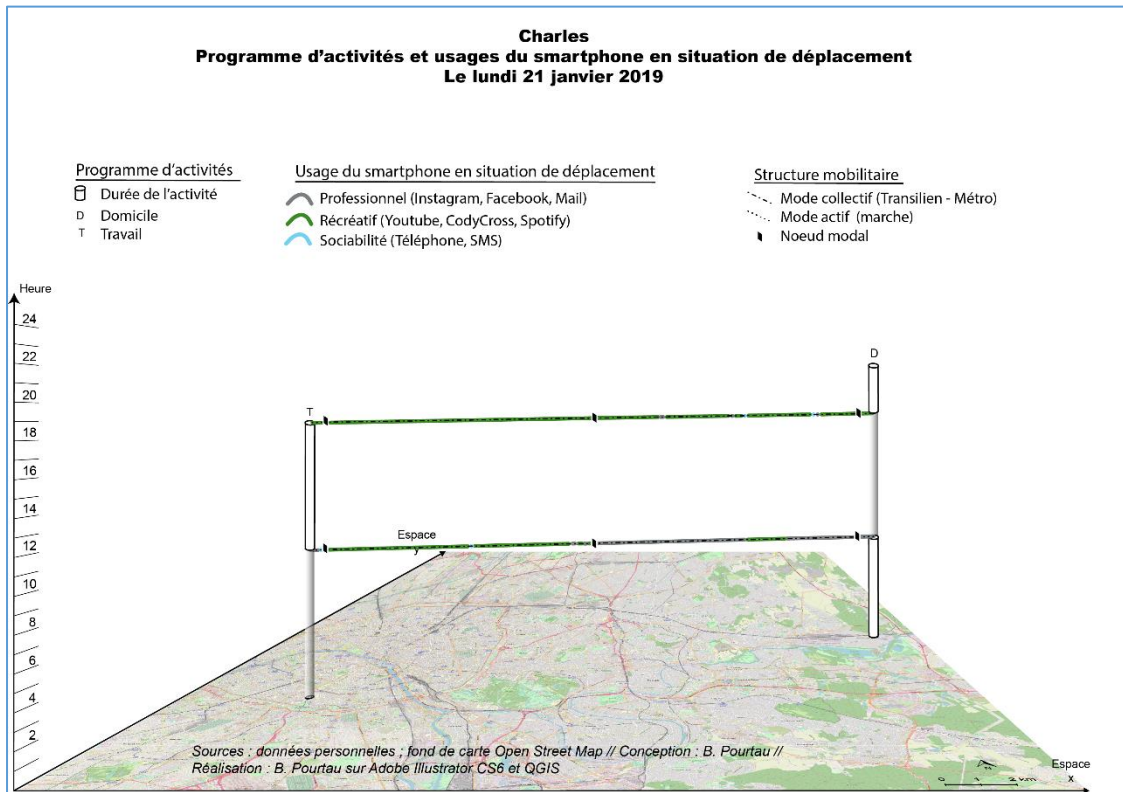 Charles
Programme d'activités et usages du smartphone en situation de déplacement
Le lundi 21 janvier 2019
Programme d'activités
Durée de l'activité
D Domicile
T Travail
Usage du smartphone en situation de déplacement
Professionnel (Instagram, Facebook, Mail)
Récréatif (Youtube, CodyCross, Spotify)
Sociabilité (Téléphone, SMS)
Structure mobilitaire
Mode collectif (Transilien - Métro)
Mode actif (marche)
Noeud modal
Heure
24
22
20
18
16
14
12
10
8
6
4
2
T
D
Espace
y
Sources : données personnelles ; fond de carte Open Street Map // Conception : B. Pourtau //
Réalisation : B. Pourtau sur Adobe Illustrator CS6 et QGIS
0 1 2 km
Espace
x